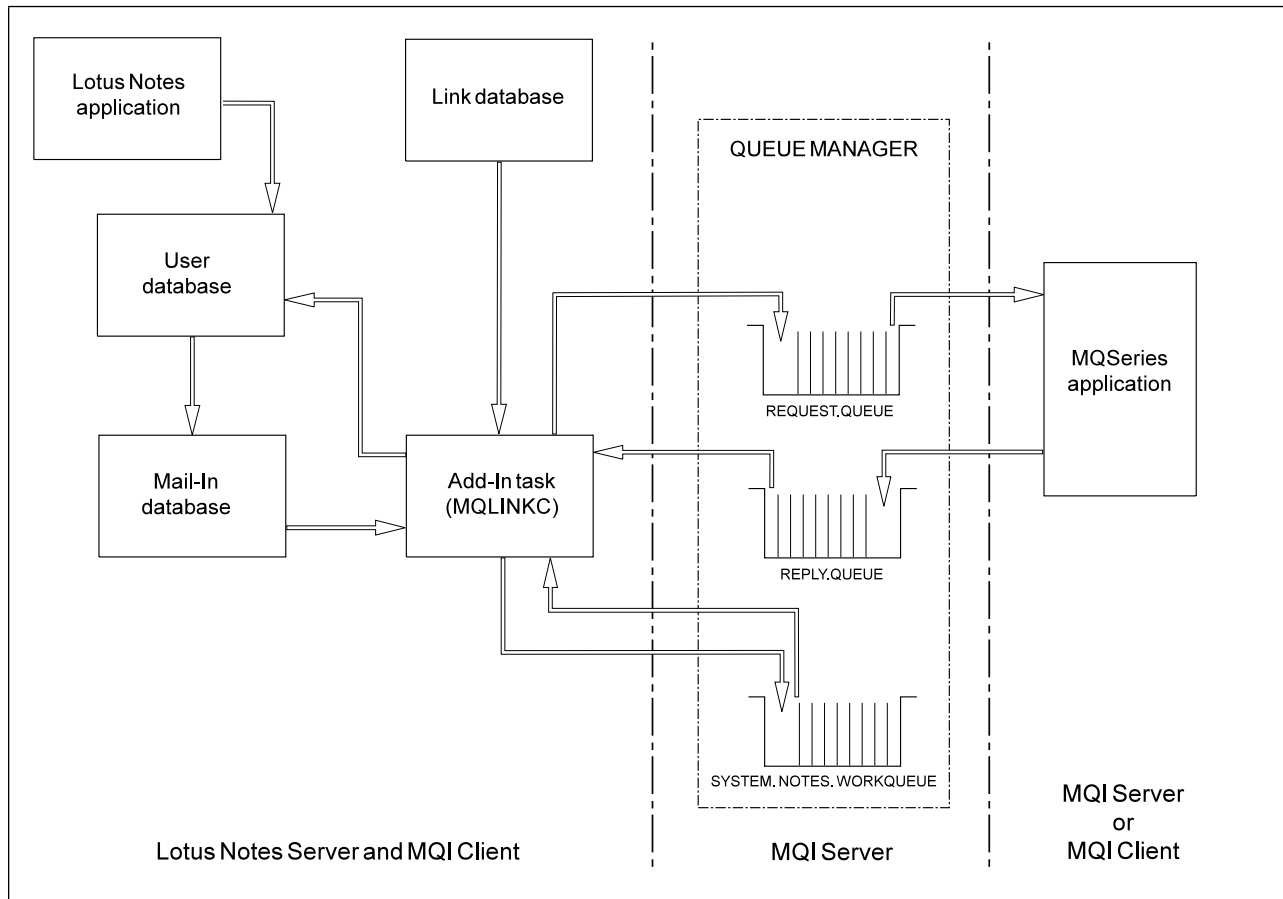 Lotus Notes
application
Link database
QUEUE MANAGER
User
database
MQSeries
application
REQUEST.QUEUE
Mail-In
database
Add-In task
(MQLINKC)
REPLY.QUEUE
SYSTEM.NOTES.WORKQUEUE
Lotus Notes Server and MQI Client
MQI Server
MQI Server
or
MQI Client